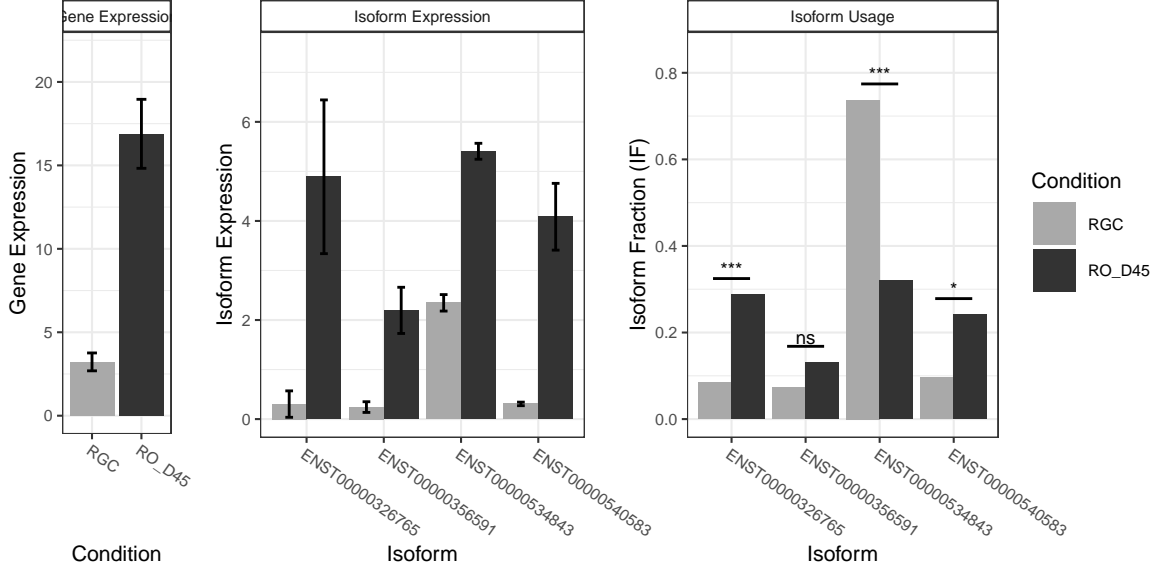 Gene Expression
Isoform Expression
Isoform Usage
Gene Expression
20
15
10
5
0
RGC
RO_D45
Condition
Isoform Expression
6
4
2
0
ENST00000326765
ENST00000356591
ENST00000534843
ENST00000540583
Isoform
Isoform Fraction (IF)
0.8
0.6
0.4
0.2
0.0
***
ns
***
*
ENST00000326765
ENST00000356591
ENST00000534843
ENST00000540583
Isoform
Condition
RGC
RO_D45